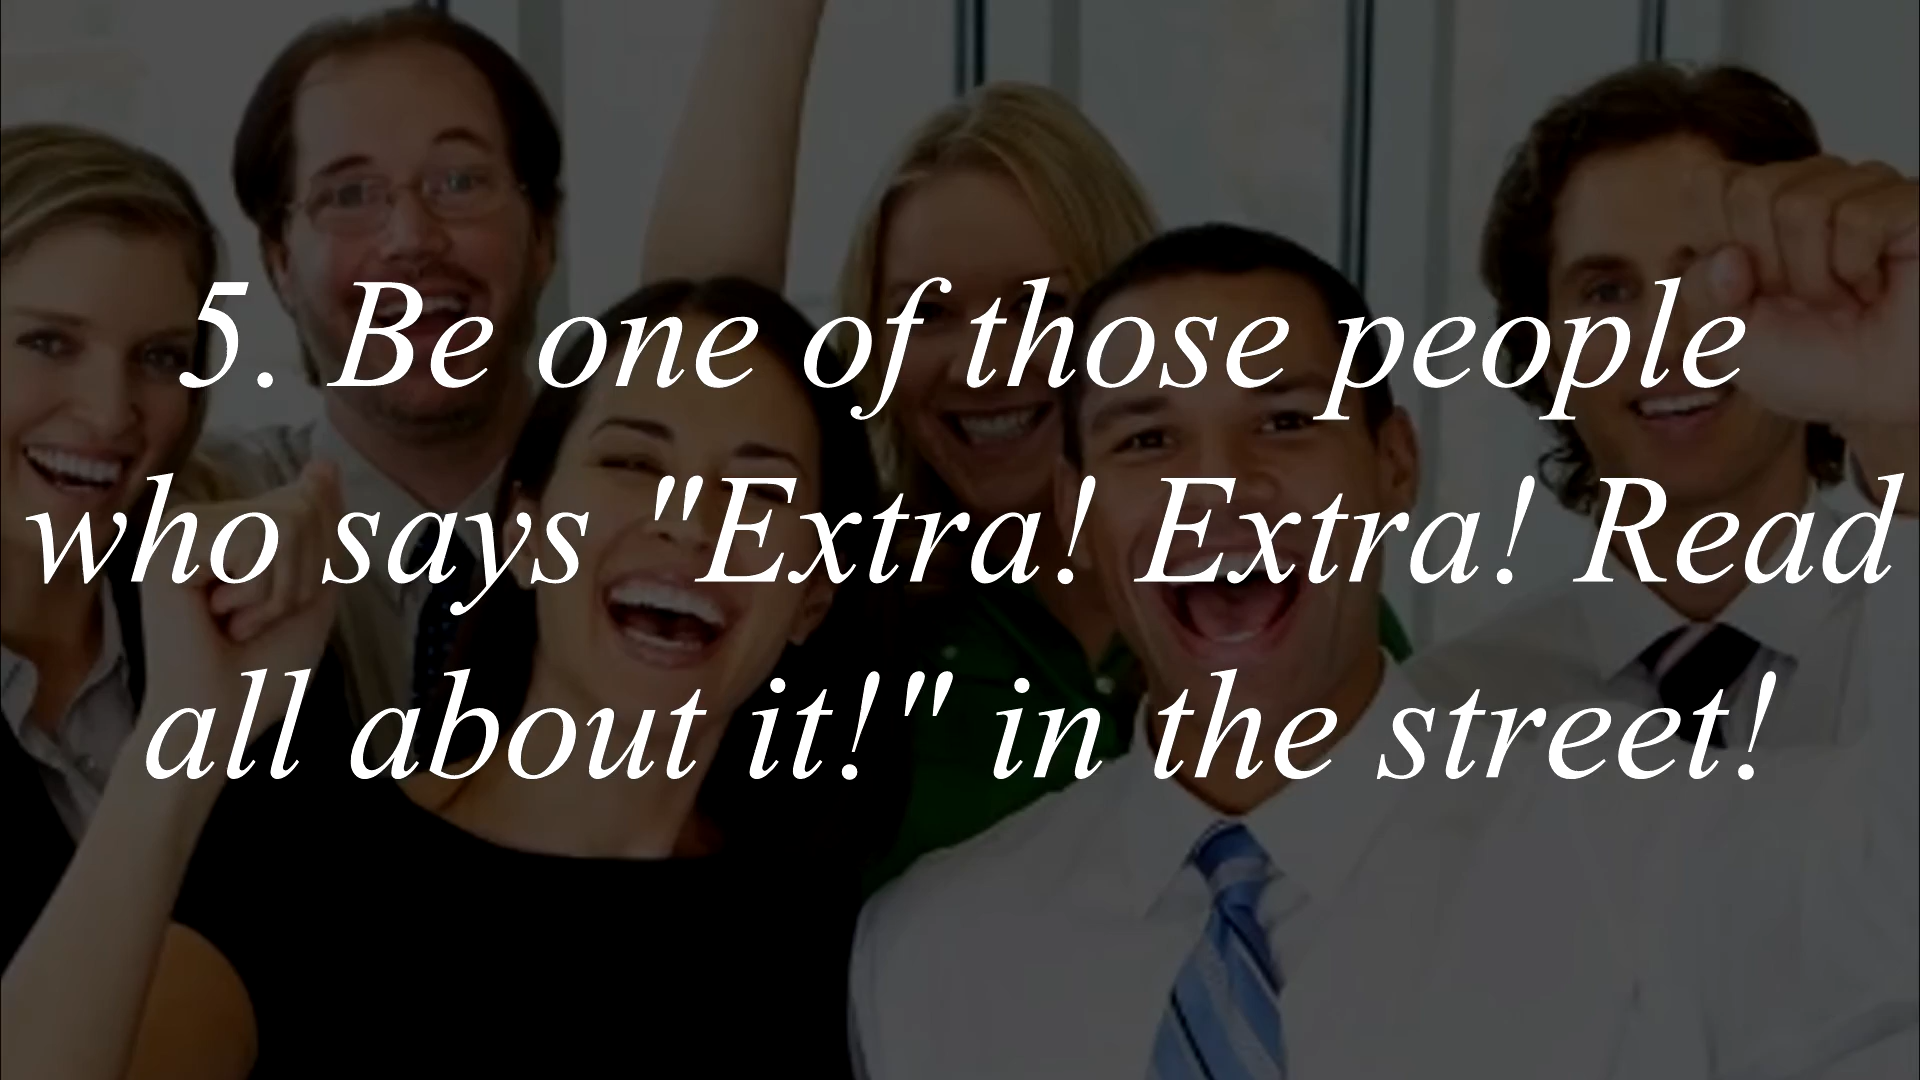 5. Be one of those people
who says "Extra! Extra! Read
all about it!" in the street!